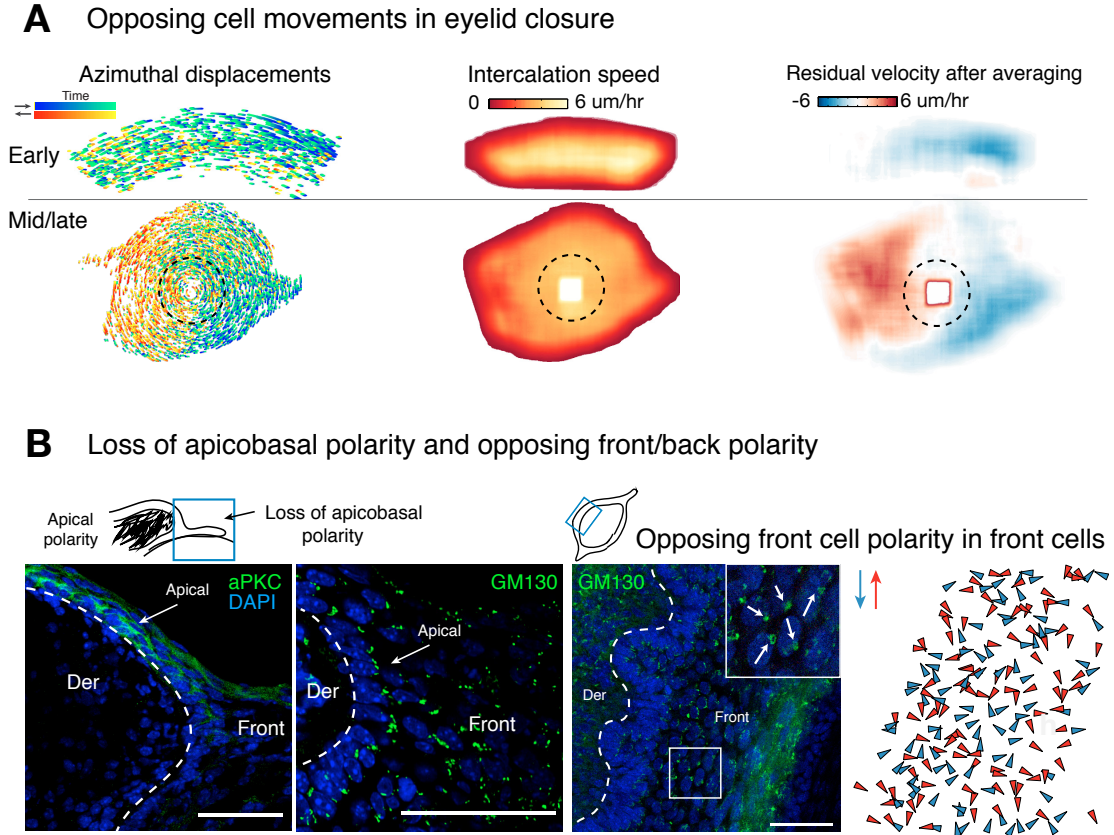 A Opposing cell movements in eyelid closure
Azimuthal displacements
Intercalation speed
Residual velocity after averaging
Time
0 6 um/hr
-6 6 um/hr
Early
Mid/late
B Loss of apicobasal polarity and opposing front/back polarity
Apical
polarity
Loss of apicobasal
polarity
Opposing front cell polarity in front cells
aPKC
DAPI
Apical
Der
Front
GM130
Apical
Der
Front
GM130
Der
Front